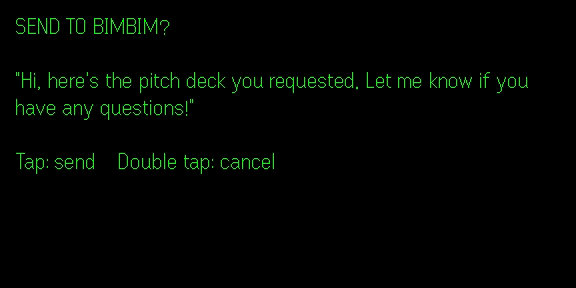 SEND TO BIMBIM?
"Hi, here's the pitch deck you requested. Let me know if you
have any questions!"
Tap: send Double tap: cancel